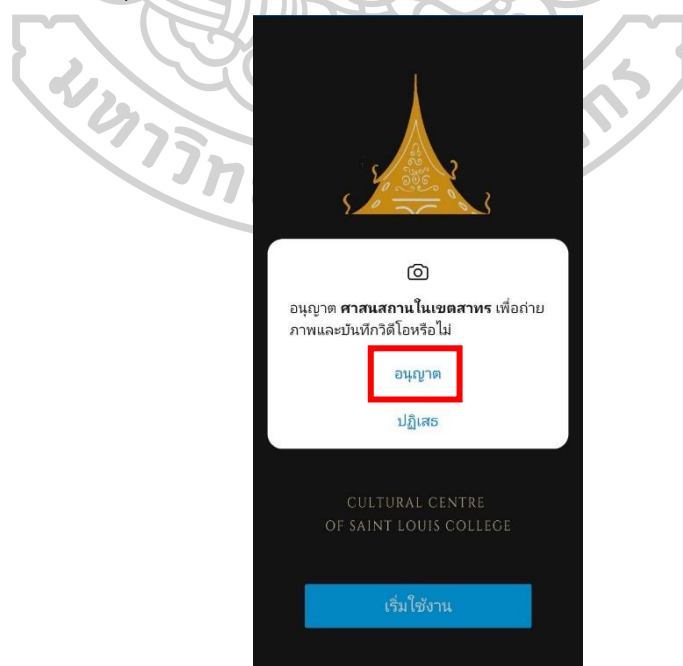 อนุญาต ศาสนสถานในเขตสาทร เพื่อถ่าย
ภาพและบันทึกวิดีโอหรือไม่
อนุญาต
ปฏิเสธ
CULTURAL CENTRE
OF SAINT LOUIS COLLEGE
เริ่มใช้งาน